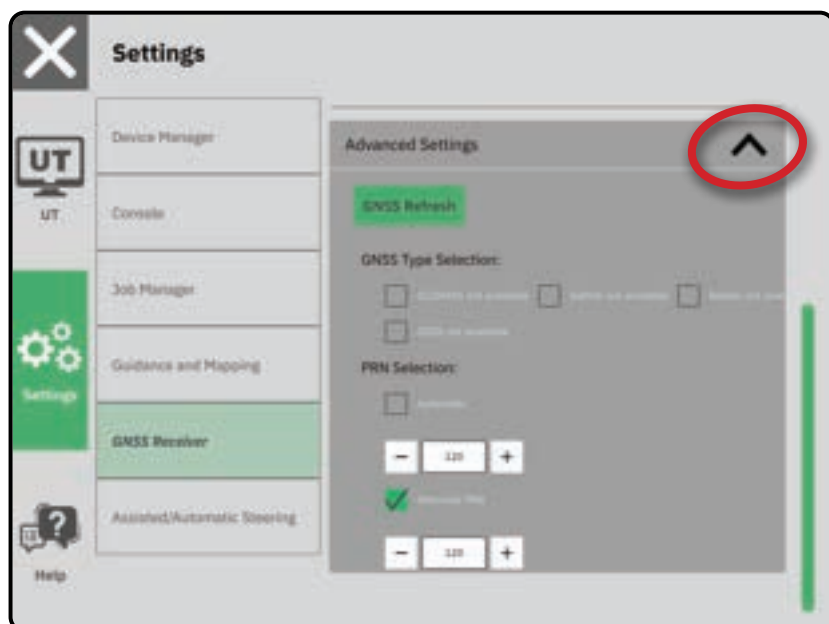 Settings
UT
UT
Settings
Help
Device Manager
Console
Job Manager
Guidance and Mapping
GNSS Receiver
Assisted/Automatic Steering
Advanced Settings
GNSS Refresh
GNSS Type Selection:
PRN Selection:
- 120 +
- 120 +